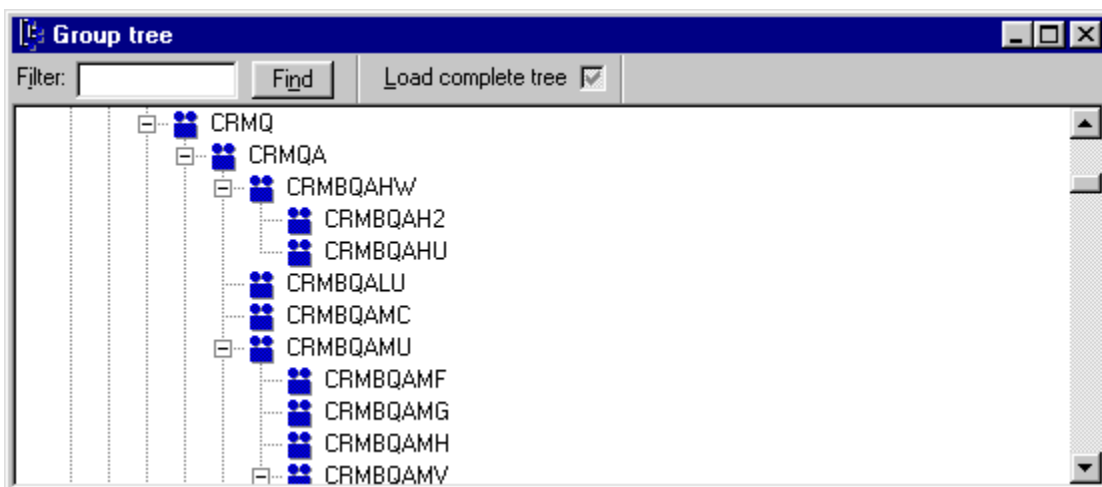 Group tree
Filter: Find Load complete tree
CRMQ
CRMQA
CRMBQAHW
CRMBQAH2
CRMBQAHU
CRMBQALU
CRMBQAMC
CRMBQAMU
CRMBQAMF
CRMBQAMG
CRMBQAMH
CRMBQAMV